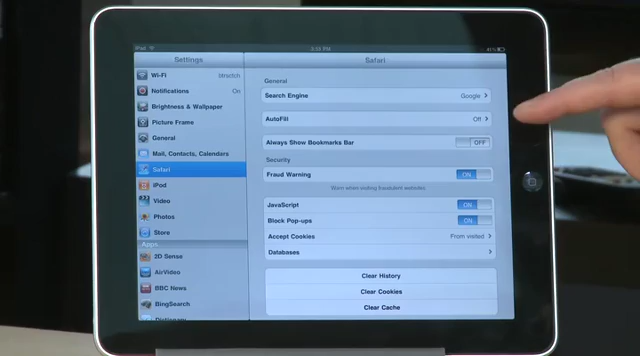 iPad
3:39 PM
Settings
Safari
Wi-Fi
Notifications On
Brightness & Wallpaper
Picture Frame
General
Mail, Contacts, Calendars
Safari
iPod
Video
Photos
Store
Apps
2D Sense
AirVideo
BBC News
BingSearch
Dictionary
General
Search Engine Google
AutoFill Off
Always Show Bookmarks Bar OFF
Security
Fraud Warning ON
Warn when visiting fraudulent websites.
JavaScript ON
Block Pop-ups ON
Accept Cookies From visited
Databases
Clear History
Clear Cookies
Clear Cache